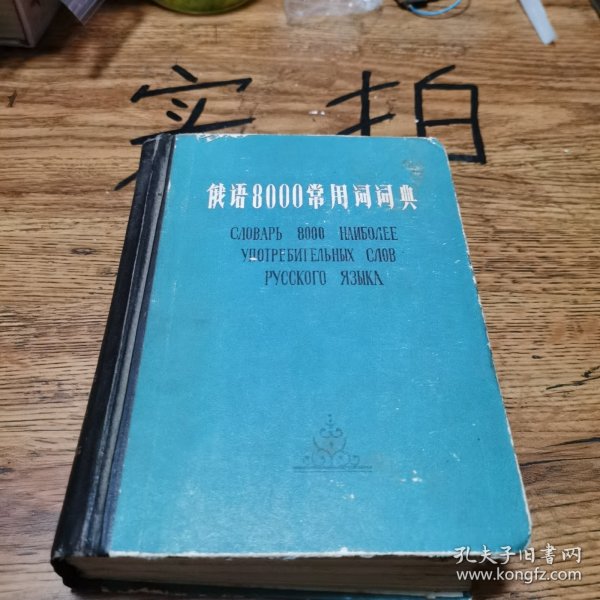 实 拍
俄语8000常用词词典
СЛОВАРЬ 8000 НАИБОЛЕЕ
УПОТРЕБИТЕЛЬНЫХ СЛОВ
РУССКОГО ЯЗЫКА
孔夫子旧书网
www.kongfz.com